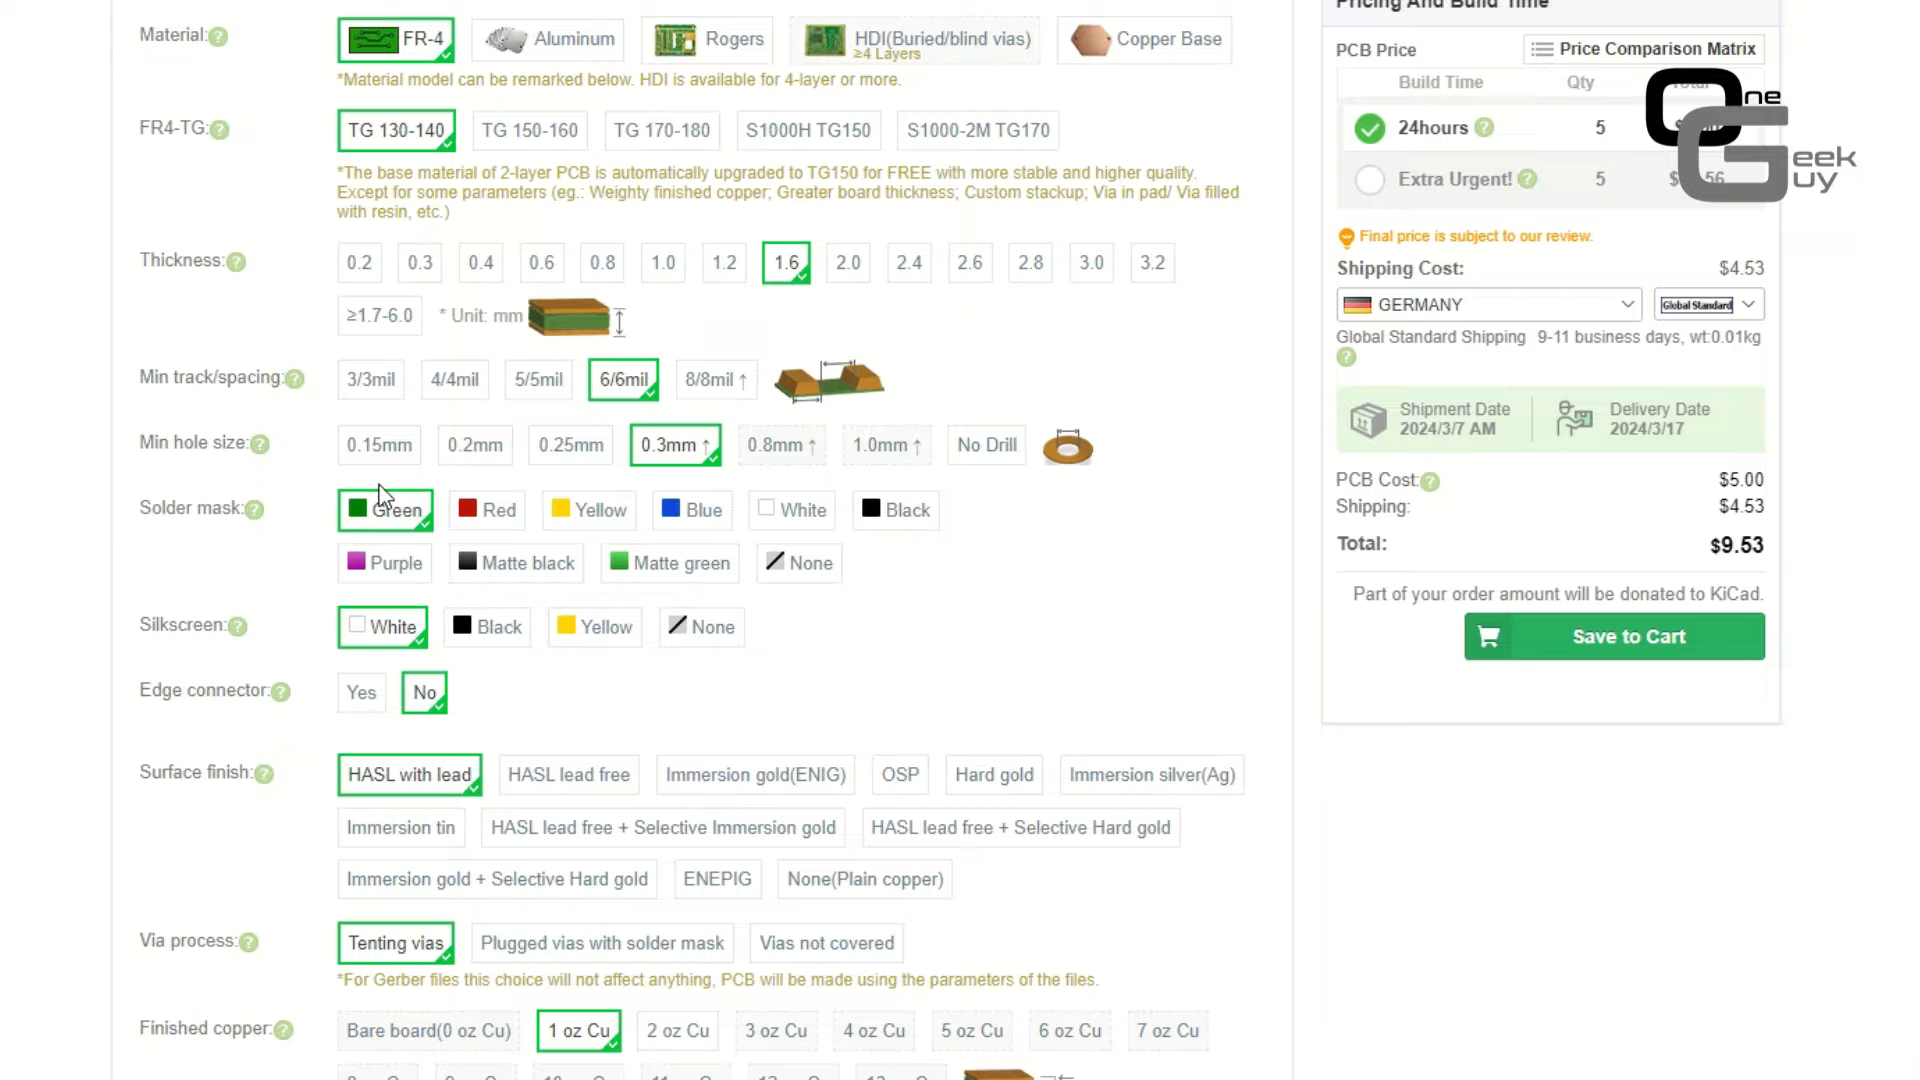 Material:
FR-4
Aluminum
Rogers
HDI(Buried/blind vias)
≥4 Layers
Copper Base
*Material model can be remarked below. HDI is available for 4-layer or more.
FR4-TG:
TG 130-140
TG 150-160
TG 170-180
S1000H TG150
S1000-2M TG170
*The base material of 2-layer PCB is automatically upgraded to TG150 for FREE with more stable and higher quality.
Except for some parameters (eg.: Weighty finished copper; Greater board thickness; Custom stackup; Via in pad/ Via filled
with resin, etc.)
Thickness:
0.2
0.3
0.4
0.6
0.8
1.0
1.2
1.6
2.0
2.4
2.6
2.8
3.0
3.2
≥1.7-6.0
* Unit: mm
Min track/spacing:
3/3mil
4/4mil
5/5mil
6/6mil
8/8mil ↑
Min hole size:
0.15mm
0.2mm
0.25mm
0.3mm ↑
0.8mm ↑
1.0mm ↑
No Drill
Solder mask:
Green
Red
Yellow
Blue
White
Black
Purple
Matte black
Matte green
None
Silkscreen:
White
Black
Yellow
None
Edge connector:
Yes
No
Surface finish:
HASL with lead
HASL lead free
Immersion gold(ENIG)
OSP
Hard gold
Immersion silver(Ag)
Immersion tin
HASL lead free + Selective Immersion gold
HASL lead free + Selective Hard gold
Immersion gold + Selective Hard gold
ENEPIG
None(Plain copper)
Via process:
Tenting vias
Plugged vias with solder mask
Vias not covered
*For Gerber files this choice will not affect anything, PCB will be made using the parameters of the files.
Finished copper:
Bare board(0 oz Cu)
1 oz Cu
2 oz Cu
3 oz Cu
4 oz Cu
5 oz Cu
6 oz Cu
7 oz Cu
Pricing And Build Time
PCB Price
Price Comparison Matrix
Build Time
Qty
24hours
5
Extra Urgent!
5
One
Geek
Guy
Final price is subject to our review.
Shipping Cost:
$4.53
GERMANY
Global Standard
Global Standard Shipping
9-11 business days, wt:0.01kg
Shipment Date
2024/3/7 AM
Delivery Date
2024/3/17
PCB Cost:
$5.00
Shipping:
$4.53
Total:
$9.53
Part of your order amount will be donated to KiCad.
Save to Cart